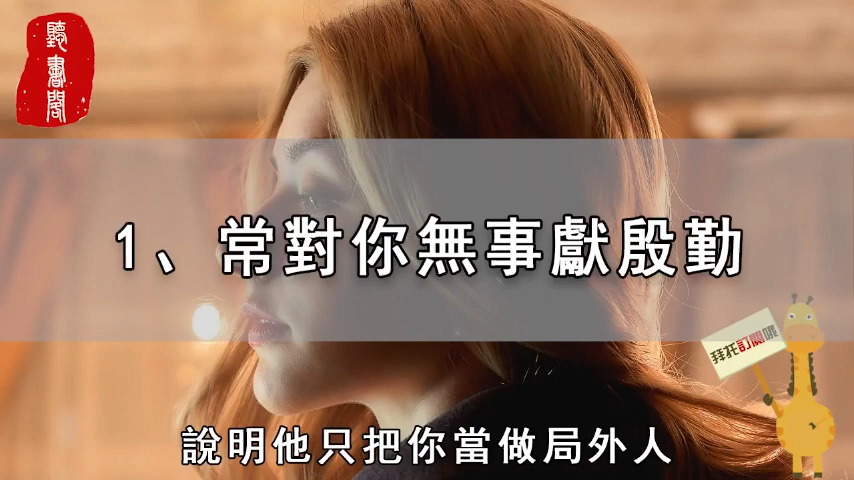 聽書閣
1、常對你無事獻殷勤
拜托訂閱哦
說明他只把你當做局外人